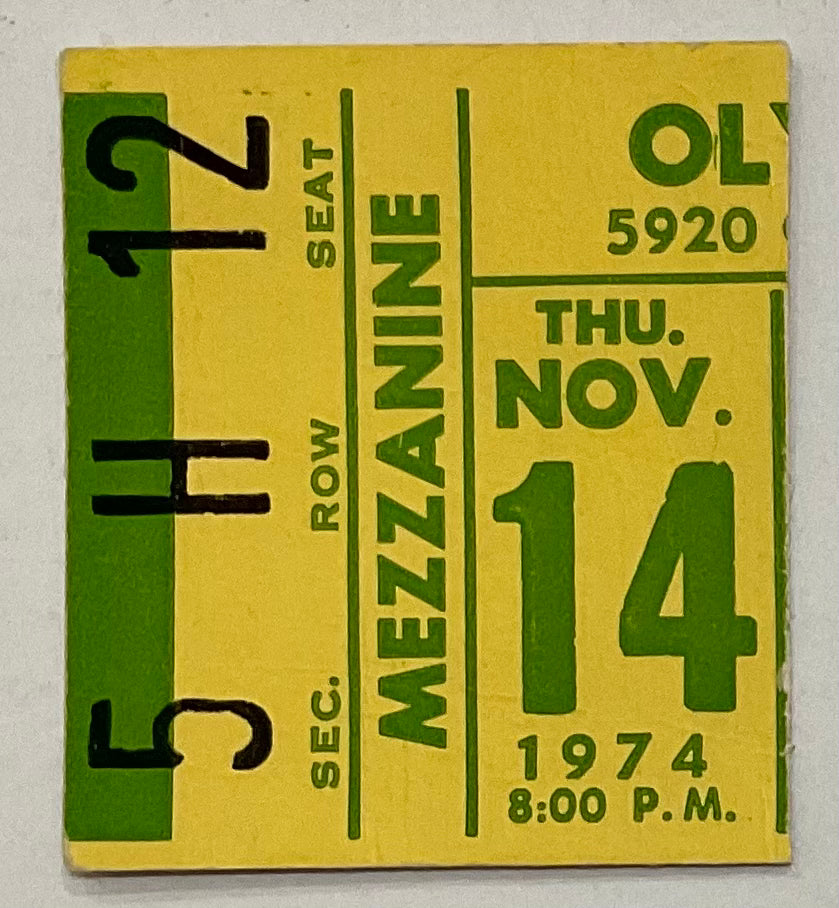 5 H 12
SEC. ROW SEAT
MEZZANINE
OL
5920
THU.
NOV.
14
1974
8:00 P.M.